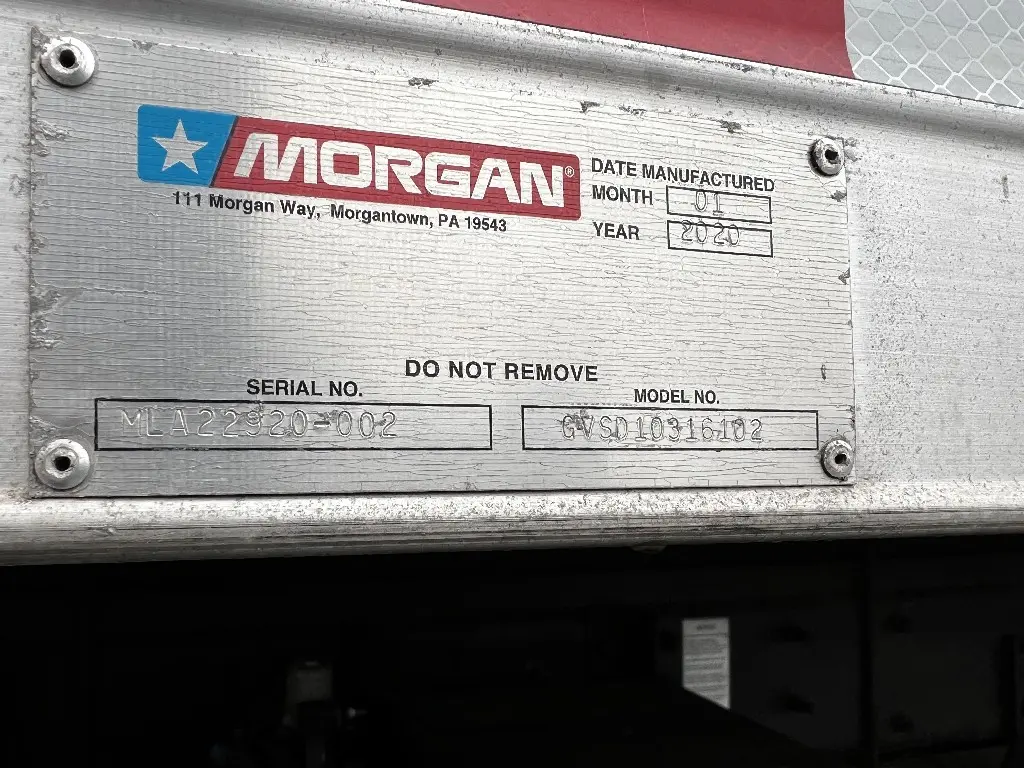 MORGAN®
111 Morgan Way, Morgantown, PA 19543
DATE MANUFACTURED
MONTH 01
YEAR 2020
DO NOT REMOVE
SERIAL NO.
MLA22920-002
MODEL NO.
GVSD10316102